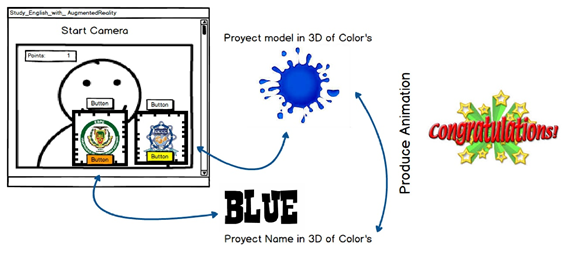 Study_English_with_ AugmentedReality
Start Camera
Points: 1
Button
Button
Button
Button
Proyect model in 3D of Color's
BLUE
Proyect Name in 3D of Color's
Produce Animation
Congratulations!